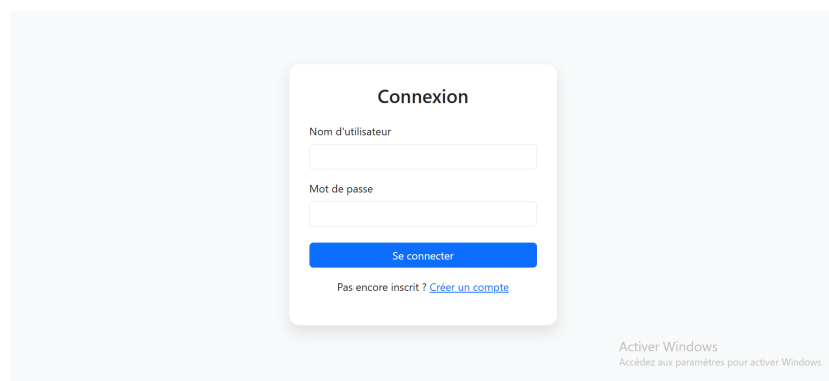 Connexion
Nom d'utilisateur
Mot de passe
Se connecter
Pas encore inscrit ? Créer un compte
Activer Windows
Accédez aux paramètres pour activer Windows.